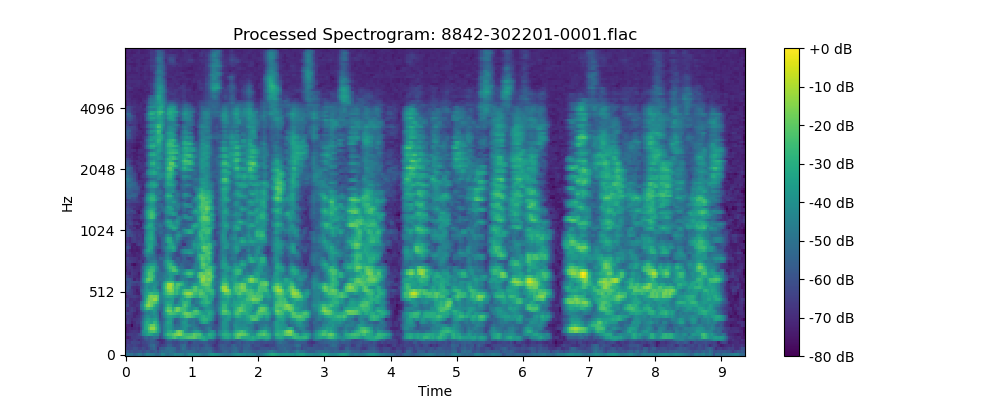 Processed Spectrogram: 8842-302201-0001.flac
+0 dB
4096
-10 dB
-20 dB
2048
-30 dB
Hz
-40 dB
1024
-50 dB
512
-60 dB
-70 dB
0
-80 dB
0 1 2 3 4 5 6 7 8 9
Time